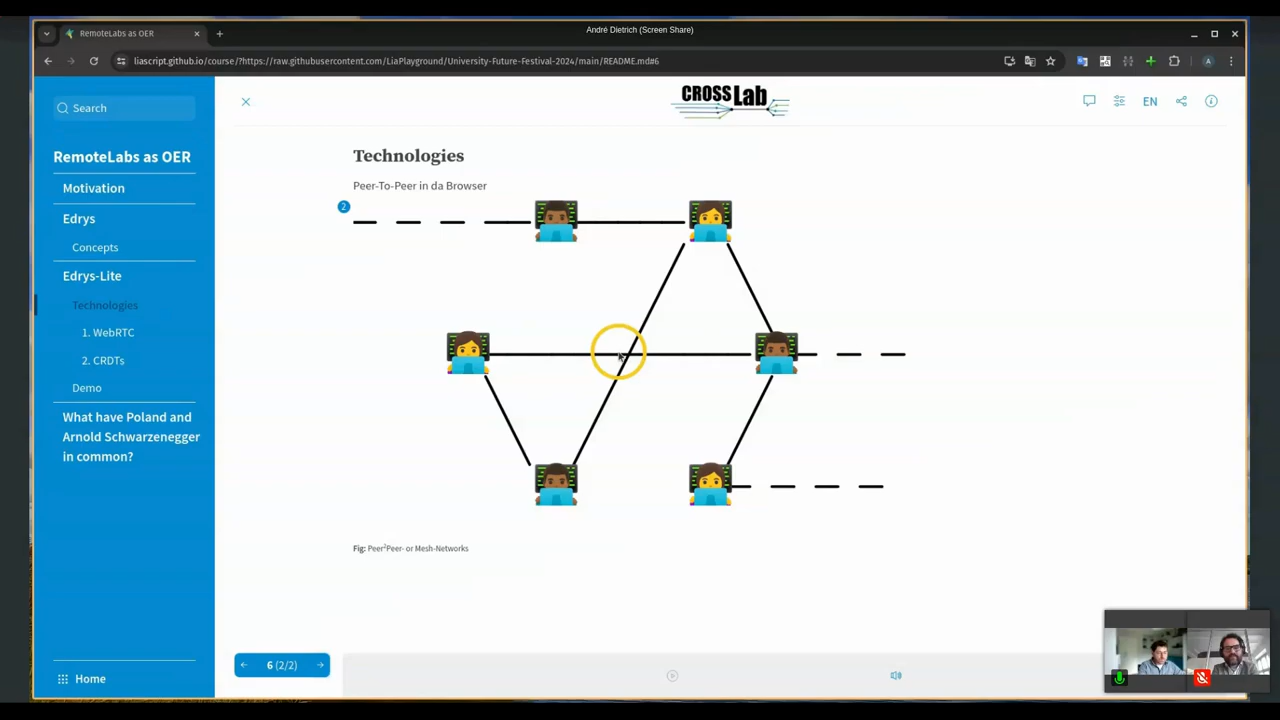 André Dietrich (Screen Share)
RemoteLabs as OER
liascript.github.io/course/?https://raw.githubusercontent.com/LiaPlayground/University-Future-Festival-2024/main/README.md#6
A
Search
CROSSLab
EN
RemoteLabs as OER
Motivation
Edrys
Concepts
Edrys-Lite
Technologies
1. WebRTC
2. CRDTs
Demo
What have Poland and
Arnold Schwarzenegger
in common?
Home
Technologies
Peer-To-Peer in da Browser
2
Fig: Peer²Peer- or Mesh-Networks
6 (2/2)